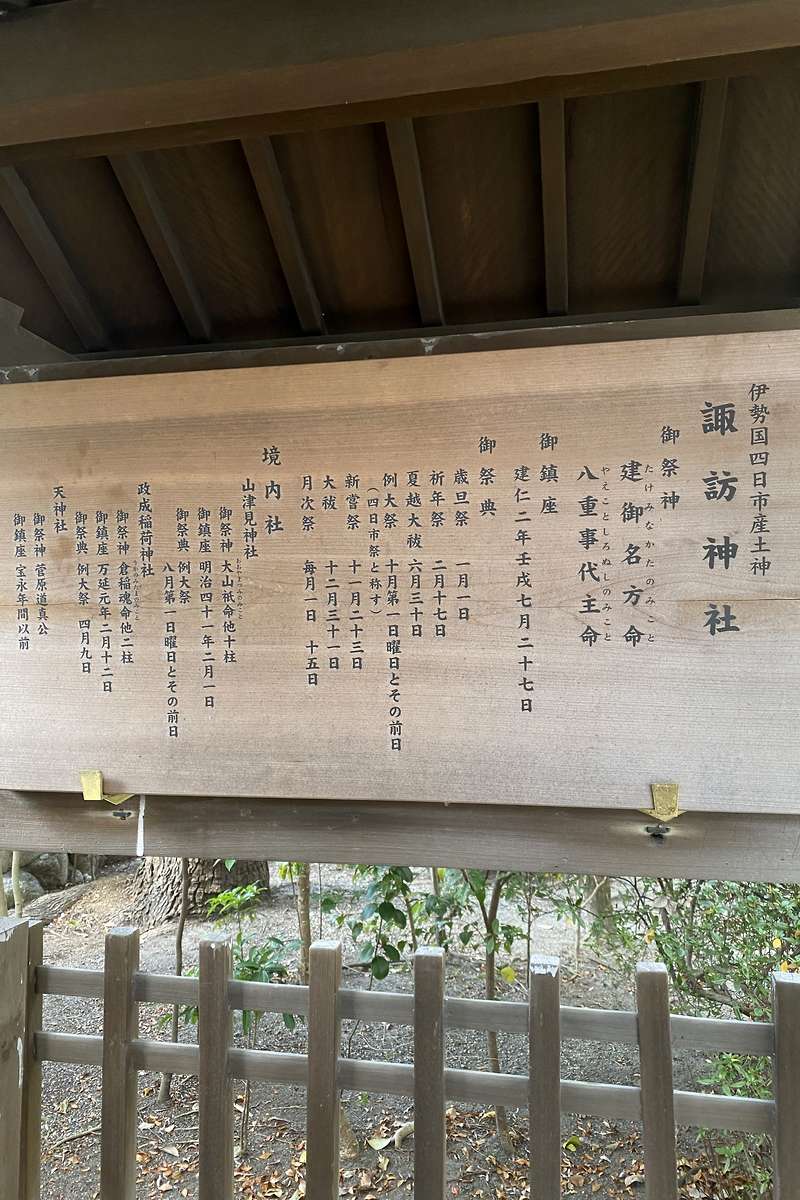 伊勢国四日市産土神
諏訪神社
御祭神
建御名方命
たけみなかたのみこと
八重事代主命
やえことしろぬしのみこと
御鎮座
建仁二年壬戌七月二十七日
御祭典
歳旦祭 一月一日
祈年祭 二月十七日
夏越大祓 六月三十日
例大祭 十月第一日曜日とその前日
(四日市祭と称す)
新嘗祭 十一月二十三日
大祓 十二月三十一日
月次祭 毎月一日 十五日
境内社
山津見神社
御祭神 大山祇命他十柱
御鎮座 明治四十一年二月一日
御祭典 例大祭
八月第一日曜日とその前日
政成稲荷神社
御祭神 倉稲魂命他二柱
御鎮座 万延元年二月十二日
御祭典 例大祭 四月九日
天神社
御祭神 菅原道真公
御鎮座 宝永年間以前